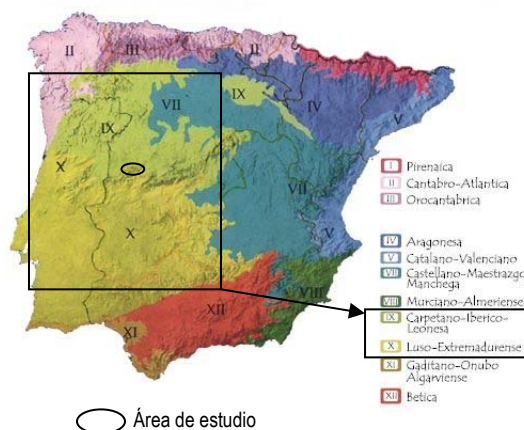 II
III
II
I
VII
IX
IV
V
IX
X
VII
X
V
VIII
XII
XI
I Pirenaica
II Cantabro-Atlantica
III Orocantabrica
IV Aragonesa
V Catalano-Valenciano
VII Castellano-Maestrazgo
Manchega
VIII Murciano-Almeriense
IX Carpetano-Iberico-
Leonesa
X Luso-Extremadurense
XI Gaditano-Onubo
Algarviense
XII Betica
Área de estudio